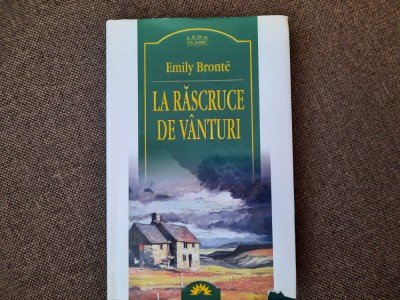 LEDA
CLASIC
Emily Brontë
LA RĂSCRUCE
DE VÂNTURI